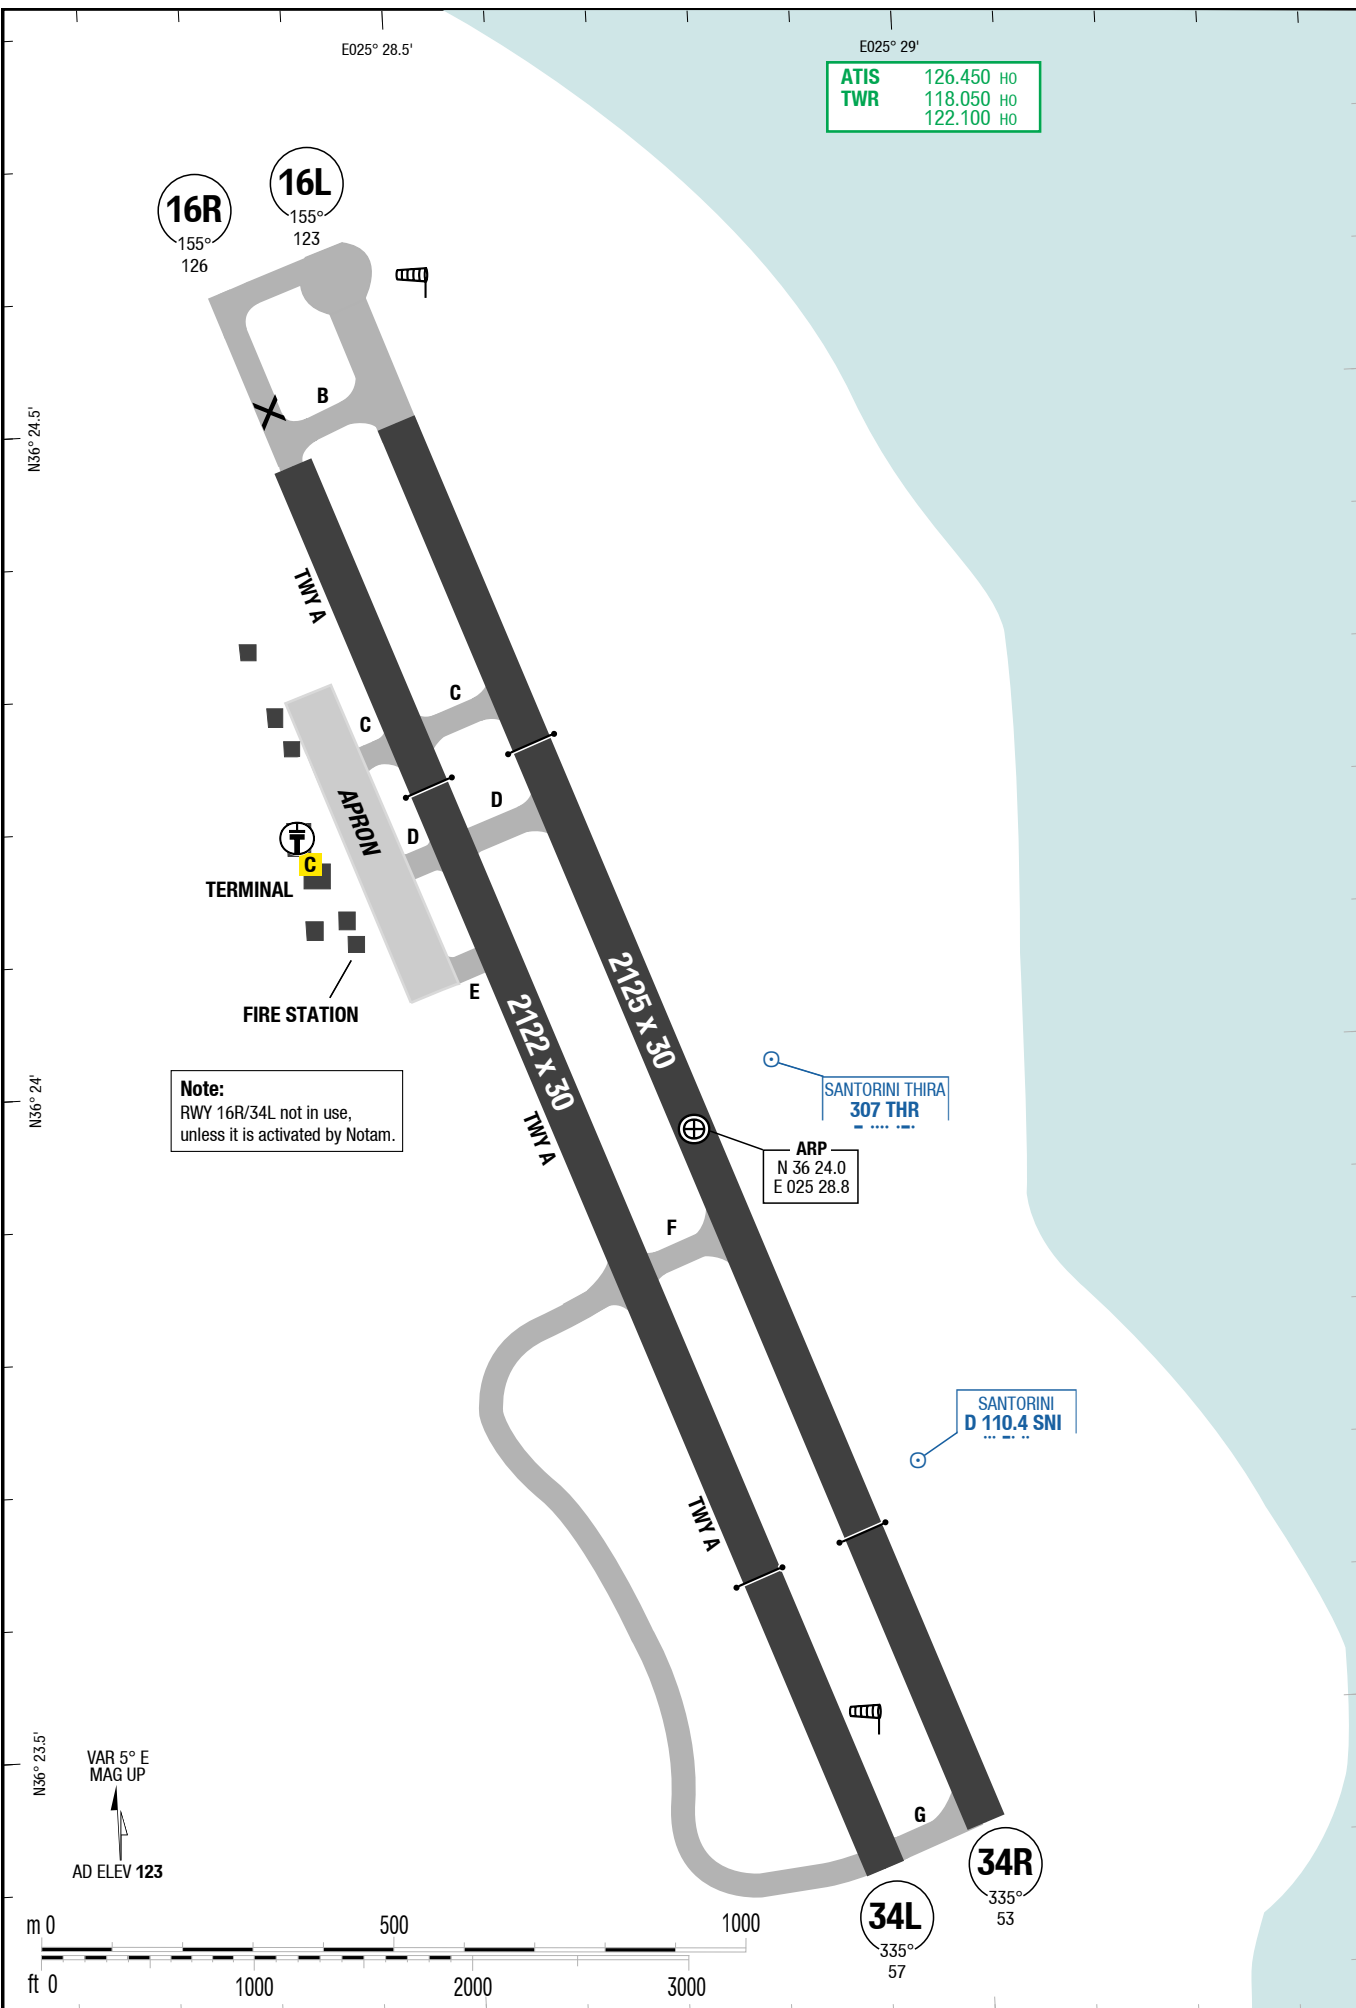 E025° 28.5'
E025° 29'
ATIS 126.450 HO
TWR 118.050 HO
122.100 HO
16L
155°
123
16R
155°
126
B
N36° 24.5'
TWY A
C
C
D
D
APRON
C
TERMINAL
E
FIRE STATION
2122 x 30
2125 x 30
Note:
RWY 16R/34L not in use,
unless it is activated by Notam.
N36° 24'
SANTORINI THIRA
307 THR
ARP
N 36 24.0
E 025 28.8
TWY A
F
SANTORINI
D 110.4 SNI
TWY A
N36° 23.5'
VAR 5° E
MAG UP
AD ELEV 123
G
34R
335°
53
34L
335°
57
m 0 500 1000
ft 0 1000 2000 3000